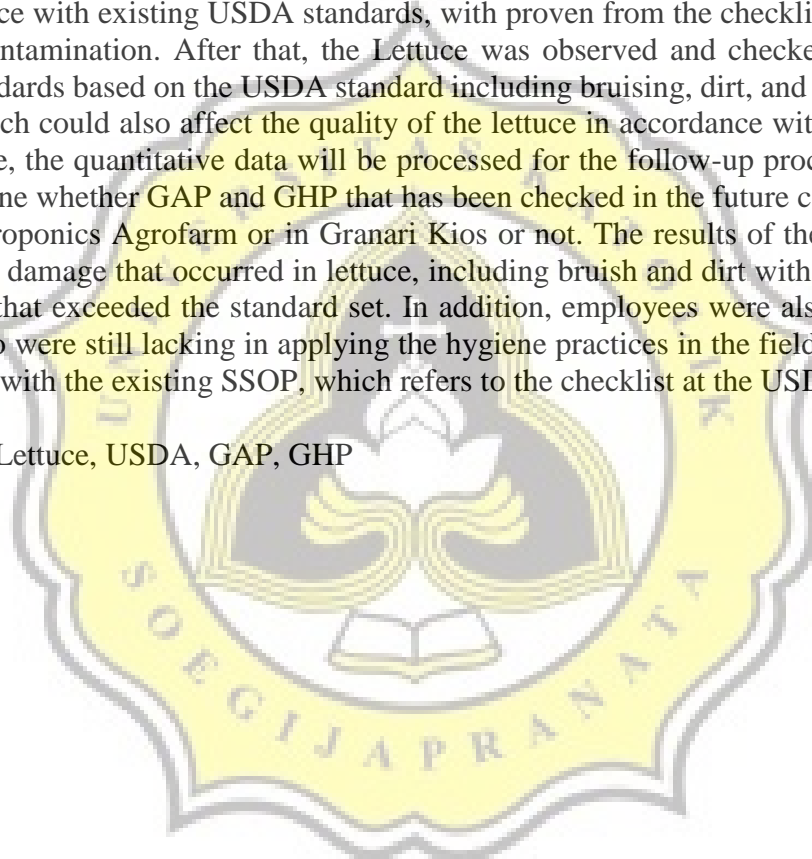 ce with existing USDA standards, with proven from the checkli
ntamination. After that, the Lettuce was observed and checke
dards based on the USDA standard including bruising, dirt, and
ch could also affect the quality of the lettuce in accordance wit
e, the quantitative data will be processed for the follow-up proc
ne whether GAP and GHP that has been checked in the future c
roponics Agrofarm or in Granari Kios or not. The results of the
damage that occurred in lettuce, including bruish and dirt with
that exceeded the standard set. In addition, employees were als
o were still lacking in applying the hygiene practices in the field
with the existing SSOP, which refers to the checklist at the USD
Lettuce, USDA, GAP, GHP
UNIVERSITAS KATOLIK
SOEGIJAPRANATA